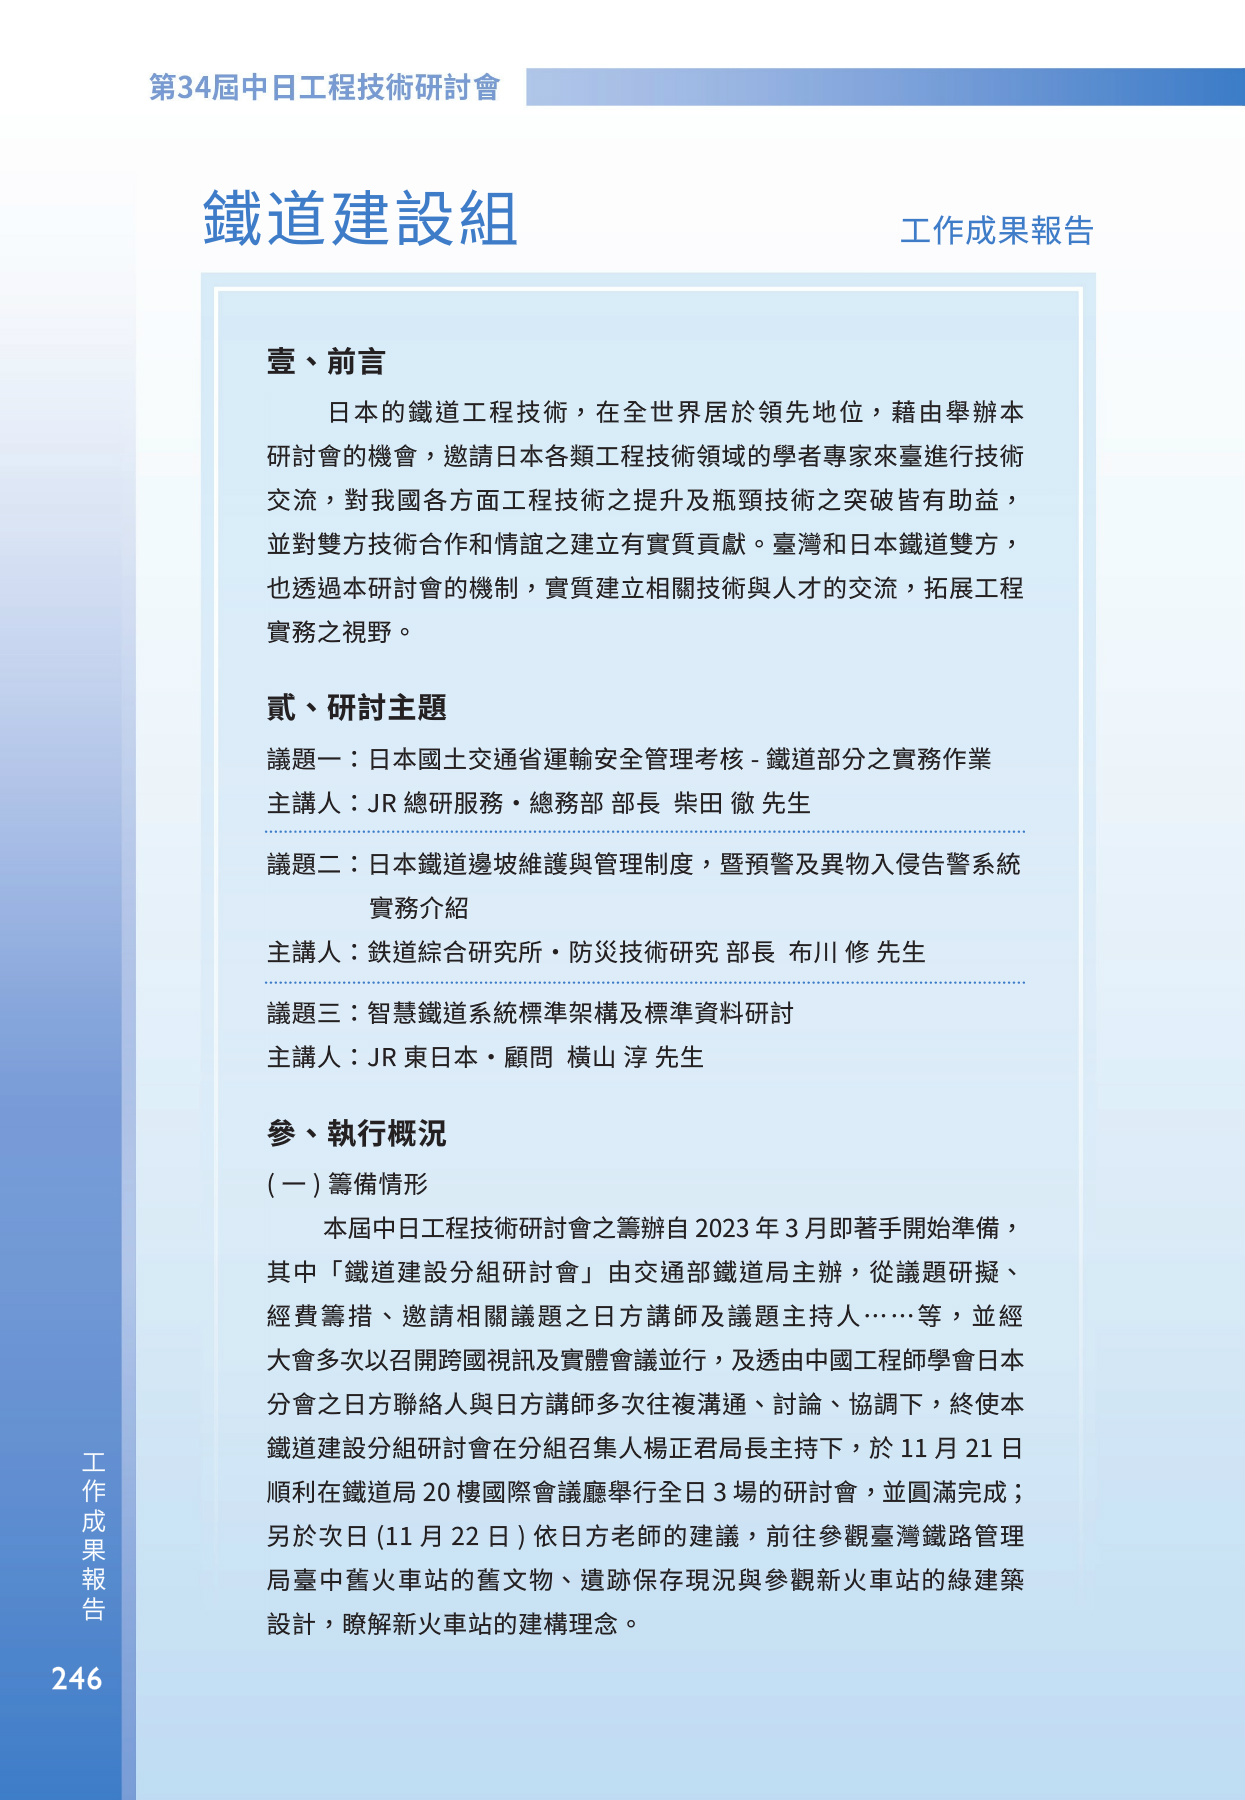 第34屆中日工程技術研討會
鐵道建設組
工作成果報告
壹、前言
日本的鐵道工程技術，在全世界居於領先地位，藉由舉辦本
研討會的機會，邀請日本各類工程技術領域的學者專家來臺進行技術
交流，對我國各方面工程技術之提升及瓶頸技術之突破皆有助益，
並對雙方技術合作和情誼之建立有實質貢獻。臺灣和日本鐵道雙方，
也透過本研討會的機制，實質建立相關技術與人才的交流，拓展工程
實務之視野。
貳、研討主題
議題一：日本國土交通省運輸安全管理考核 - 鐵道部分之實務作業
主講人：JR 總研服務・總務部 部長 柴田 徹 先生
議題二：日本鐵道邊坡維護與管理制度，暨預警及異物入侵告警系統
實務介紹
主講人：鉄道綜合研究所・防災技術研究 部長 布川 修 先生
議題三：智慧鐵道系統標準架構及標準資料研討
主講人：JR 東日本・顧問 橫山 淳 先生
參、執行概況
( 一 ) 籌備情形
本屆中日工程技術研討會之籌辦自 2023 年 3 月即著手開始準備，
其中「鐵道建設分組研討會」由交通部鐵道局主辦，從議題研擬、
經費籌措、邀請相關議題之日方講師及議題主持人……等，並經
大會多次以召開跨國視訊及實體會議並行，及透由中國工程師學會日本
分會之日方聯絡人與日方講師多次往複溝通、討論、協調下，終使本
鐵道建設分組研討會在分組召集人楊正君局長主持下，於 11 月 21 日
順利在鐵道局 20 樓國際會議廳舉行全日 3 場的研討會，並圓滿完成；
另於次日 (11 月 22 日 ) 依日方老師的建議，前往參觀臺灣鐵路管理
局臺中舊火車站的舊文物、遺跡保存現況與參觀新火車站的綠建築
設計，瞭解新火車站的建構理念。
工作成果報告
246